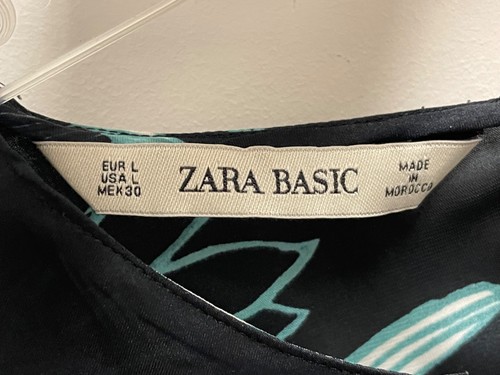 EUR L
USA L
MEX 30
ZARA BASIC
MADE
IN
MOROCCO